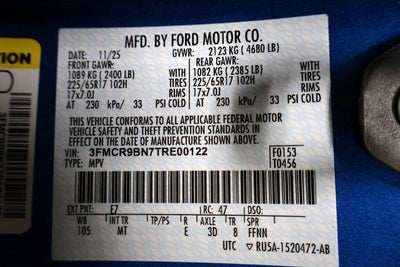 MFD. BY FORD MOTOR CO.
DATE: 11/25 GVWR: 2123 KG ( 4680 LB)
FRONT GAWR: REAR GAWR:
1089 KG ( 2400 LB) WITH 1082 KG ( 2385 LB) WITH
225/65R17 102H TIRES 225/65R17 102H TIRES
17x7.0J RIMS 17x7.0J RIMS
AT 230 kPa/ 33 PSI COLD AT 230 kPa/ 33 PSI COLD
THIS VEHICLE CONFORMS TO ALL APPLICABLE FEDERAL MOTOR
VEHICLE SAFETY AND THEFT PREVENTION STANDARDS IN
EFFECT ON THE DATE OF MANUFACTURE SHOWN ABOVE.
VIN: 3FMCR9BN7TRE00122 F0153
TYPE: MPV T0456
EXT PNT: E7 RC: 47 DSO:
WB INT TR TP/PS R AXLE TR SPR
105 MT E 3D 8 FFNN
UTC ▽ RU5A-1520472-AB